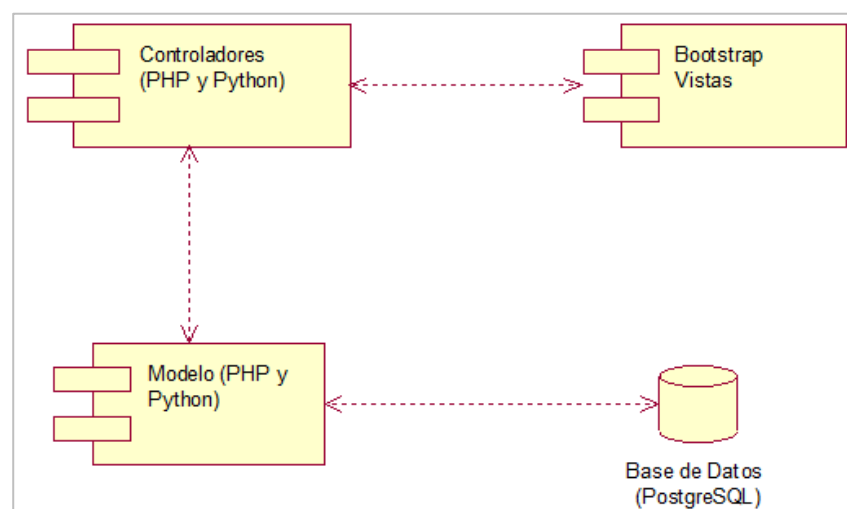 Controladores
(PHP y Python)
Bootstrap
Vistas
Modelo (PHP y
Python)
Base de Datos
(PostgreSQL)